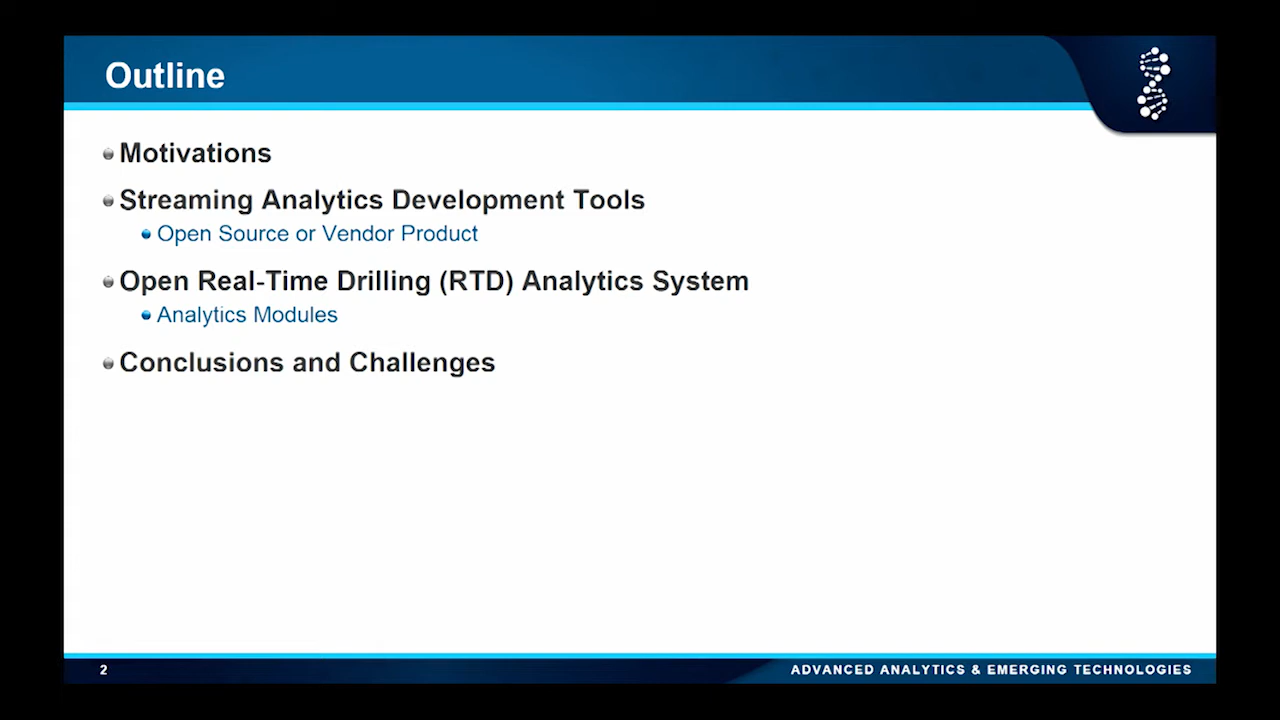 Outline
Motivations
Streaming Analytics Development Tools
Open Source or Vendor Product
Open Real-Time Drilling (RTD) Analytics System
Analytics Modules
Conclusions and Challenges
2
ADVANCED ANALYTICS & EMERGING TECHNOLOGIES